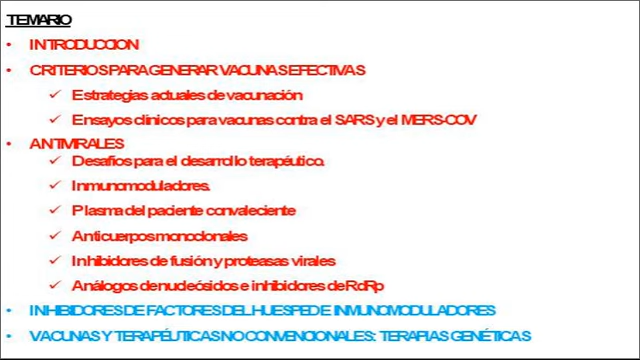 TEMARIO
• INTRODUCCION
• CRITERIOS PARA GENERAR VACUNAS EFECTIVAS
✓ Estrategias actuales de vacunación
✓ Ensayos clínicos para vacunas contra el SARS y el MERS-COV
• ANTIVIRALES
✓ Desafíos para el desarrollo terapéutico.
✓ Inmunomoduladores.
✓ Plasma del paciente convaleciente
✓ Anticuerpos monoclonales
✓ Inhibidores de fusión y proteasas virales
✓ Análogos de nucleósidos e inhibidores de RdRp
• INHIBIDORES DE FACTORES DEL HUESPED E INMUNOMODULADORES
• VACUNAS Y TERAPÉUTICAS NO CONVENCIONALES: TERAPIAS GENÉTICAS